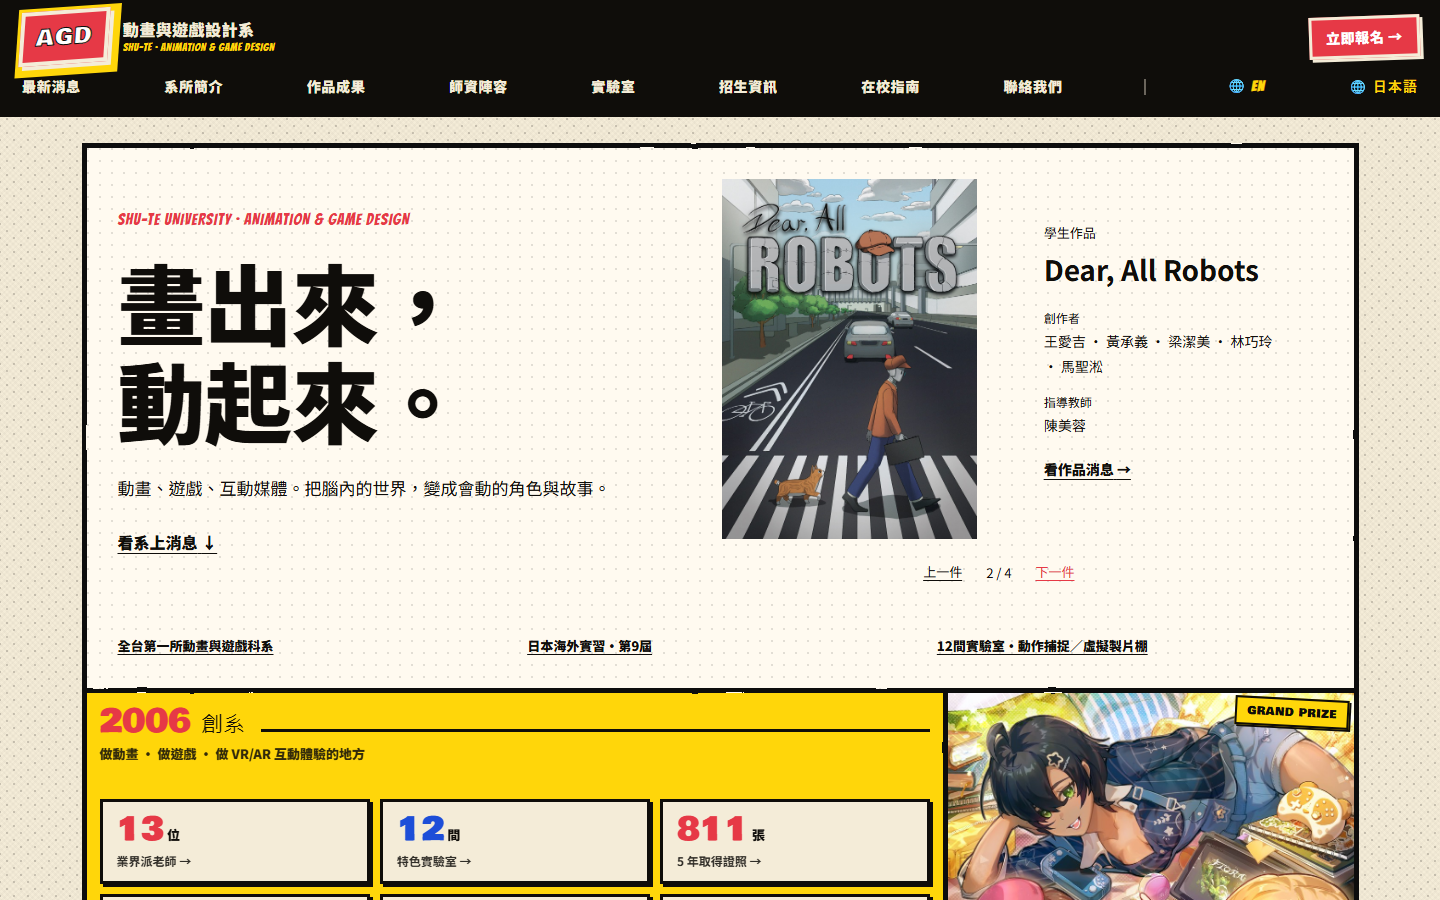 AGD
動畫與遊戲設計系
SHU-TE · ANIMATION & GAME DESIGN
立即報名 →
最新消息
系所簡介
作品成果
師資陣容
實驗室
招生資訊
在校指南
聯絡我們
EN
日本語
SHU-TE UNIVERSITY · ANIMATION & GAME DESIGN
畫出來，
動起來。
動畫、遊戲、互動媒體。把腦內的世界，變成會動的角色與故事。
看系上消息 ↓
Dear, All
ROBOTS
學生作品
Dear, All Robots
創作者
王愛吉 · 黃承義 · 梁潔美 · 林巧玲
· 馬聖淞
指導教師
陳美蓉
看作品消息 →
上一件
2 / 4
下一件
全台第一所動畫與遊戲科系
日本海外實習 · 第9屆
12間實驗室 · 動作捕捉／虛擬製片棚
2006 創系
做動畫 · 做遊戲 · 做 VR/AR 互動體驗的地方
13 位
業界派老師 →
12 間
特色實驗室 →
811 張
5 年取得證照 →
GRAND PRIZE